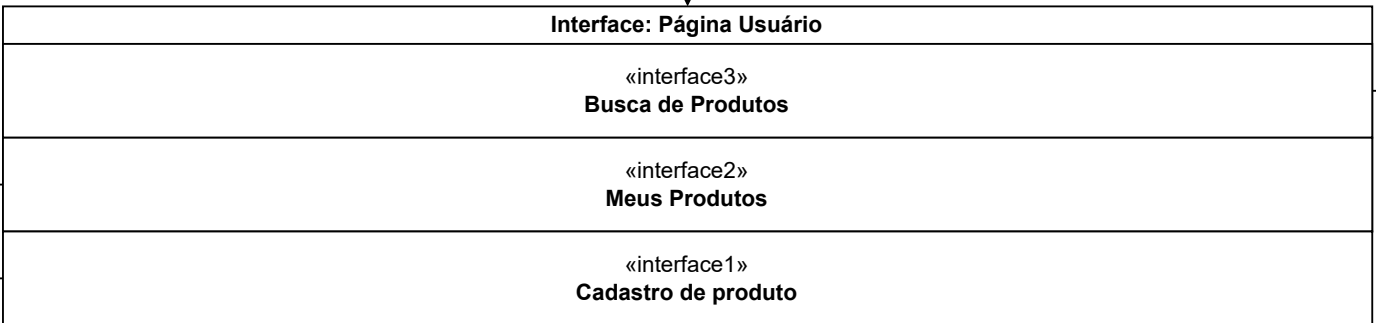 Interface: Página Usuário
«interface3»
Busca de Produtos
«interface2»
Meus Produtos
«interface1»
Cadastro de produto